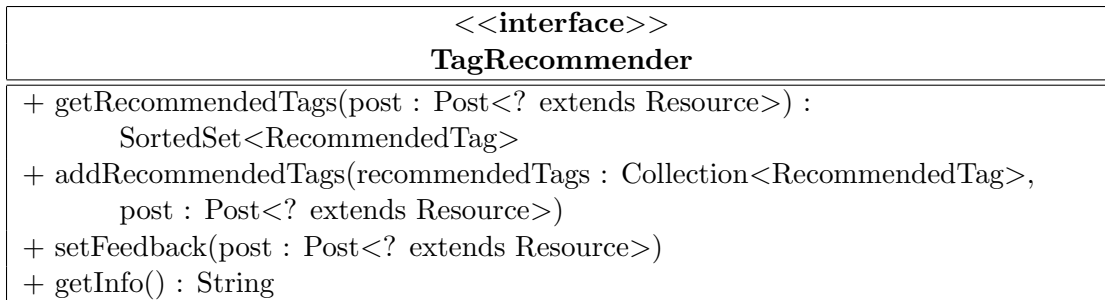 <<interface>>
TagRecommender
+ getRecommendedTags(post : Post<? extends Resource>) :
SortedSet<RecommendedTag>
+ addRecommendedTags(recommendedTags : Collection<RecommendedTag>,
post : Post<? extends Resource>)
+ setFeedback(post : Post<? extends Resource>)
+ getInfo() : String